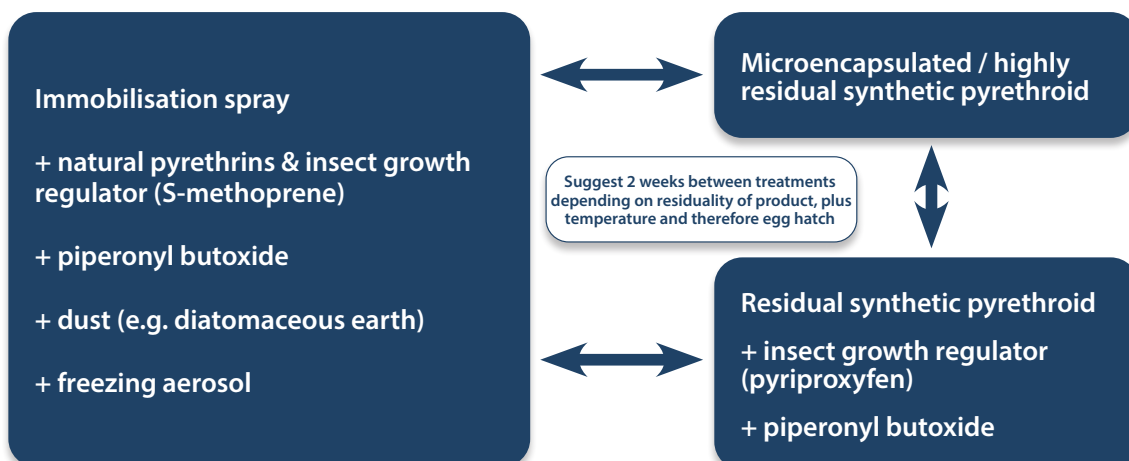 Immobilisation spray
+ natural pyrethrins & insect growth
regulator (S-methoprene)
+ piperonyl butoxide
+ dust (e.g. diatomaceous earth)
+ freezing aerosol
Microencapsulated / highly
residual synthetic pyrethroid
Suggest 2 weeks between treatments
depending on residuality of product, plus
temperature and therefore egg hatch
Residual synthetic pyrethroid
+ insect growth regulator
(pyriproxyfen)
+ piperonyl butoxide